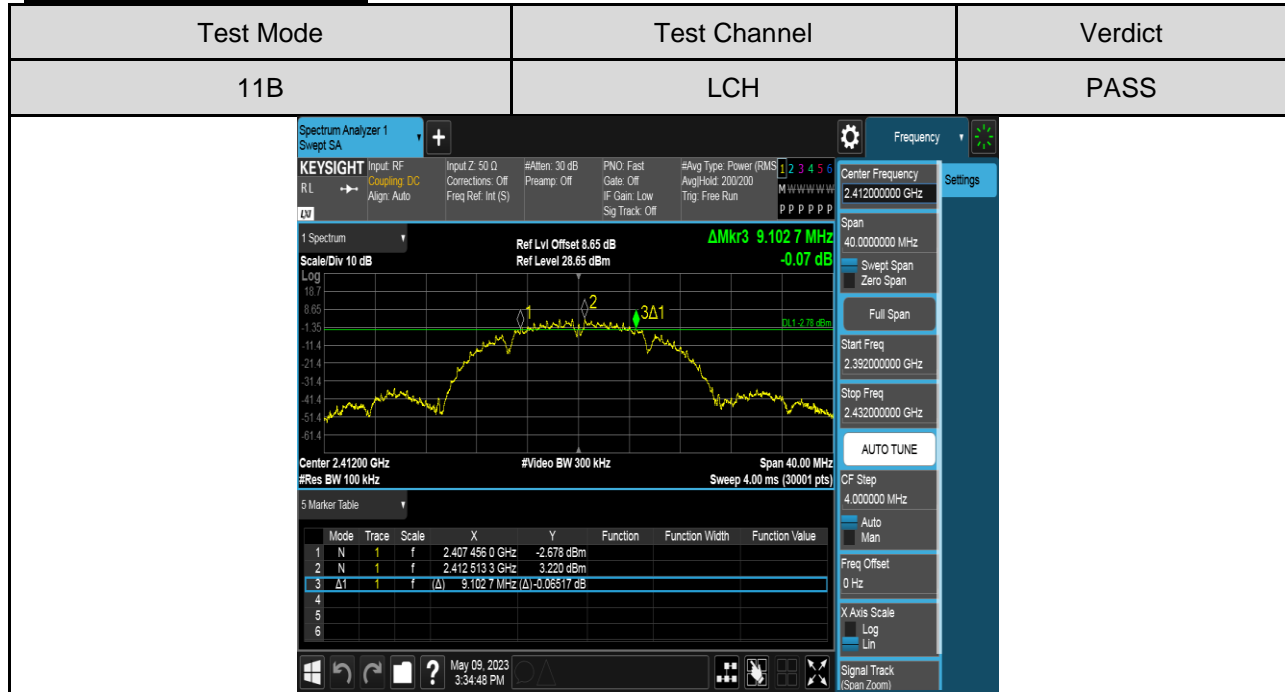 Test Mode Test Channel Verdict
11B LCH PASS
Spectrum Analyzer 1
Swept SA
+
Frequency
KEYSIGHT
RL
LXI
Input: RF
Coupling: DC
Align: Auto
Input Z: 50 Ω
Corrections: Off
Freq Ref: Int (S)
#Atten: 30 dB
Preamp: Off
PNO: Fast
Gate: Off
IF Gain: Low
Sig Track: Off
#Avg Type: Power (RMS
Avg|Hold: 200/200
Trig: Free Run
1 2 3 4 5 6
M W W W W W
P P P P P P
1 Spectrum
Scale/Div 10 dB
Ref Lvl Offset 8.65 dB
Ref Level 28.65 dBm
ΔMkr3 9.102 7 MHz
-0.07 dB
Log
18.7
8.65
-1.35
-11.4
-21.4
-31.4
-41.4
-51.4
-61.4
1
2
3Δ1
DL1 -2.78 dBm
Center 2.41200 GHz #Video BW 300 kHz Span 40.00 MHz
#Res BW 100 kHz Sweep 4.00 ms (30001 pts)
5 Marker Table
Mode Trace Scale X Y Function Function Width Function Value
1 N 1 f 2.407 456 0 GHz -2.678 dBm
2 N 1 f 2.412 513 3 GHz 3.220 dBm
3 Δ1 1 f (Δ) 9.102 7 MHz (Δ) -0.06517 dB
4
5
6
May 09, 2023
3:34:48 PM
Settings
Center Frequency
2.412000000 GHz
Span
40.0000000 MHz
Swept Span
Zero Span
Full Span
Start Freq
2.392000000 GHz
Stop Freq
2.432000000 GHz
AUTO TUNE
CF Step
4.000000 MHz
Auto
Man
Freq Offset
0 Hz
X Axis Scale
Log
Lin
Signal Track
(Span Zoom)